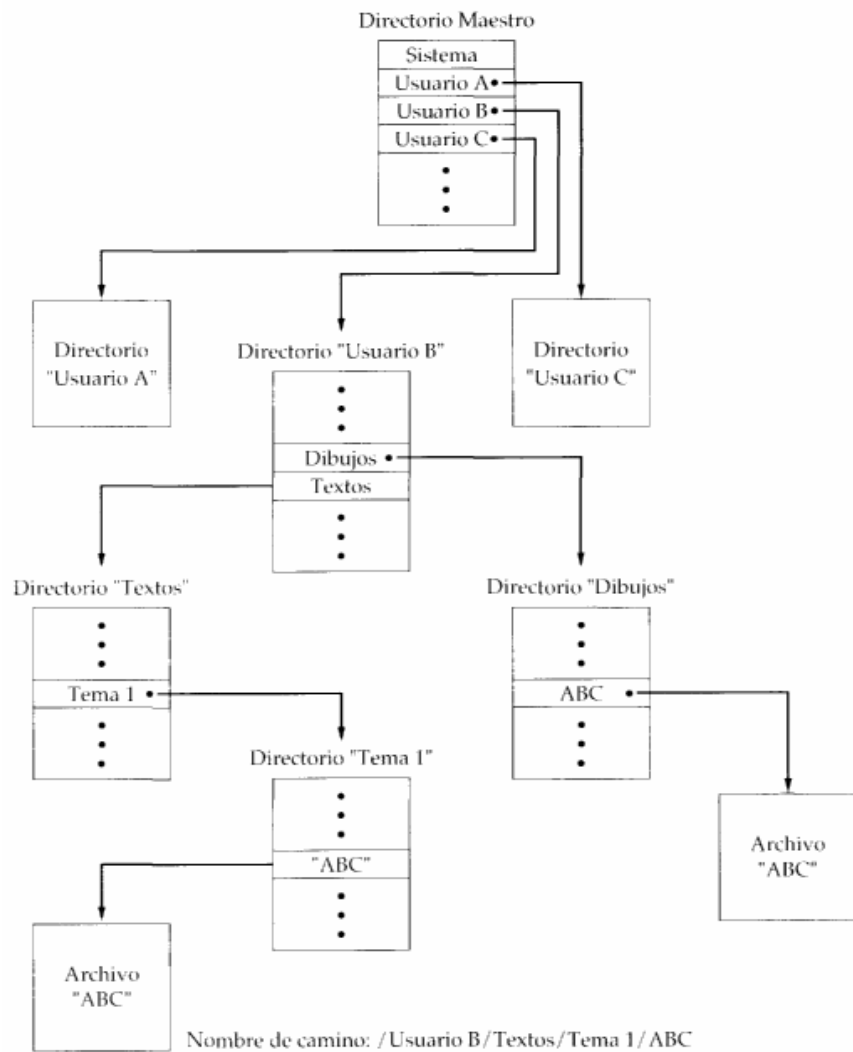 Directorio Maestro
Sistema
Usuario A
Usuario B
Usuario C
Directorio
"Usuario A"
Directorio "Usuario B"
Directorio
"Usuario C"
Dibujos
Textos
Directorio "Textos"
Directorio "Dibujos"
Tema 1
ABC
Directorio "Tema 1"
"ABC"
Archivo
"ABC"
Archivo
"ABC"
Nombre de camino: /Usuario B/Textos/Tema 1/ABC